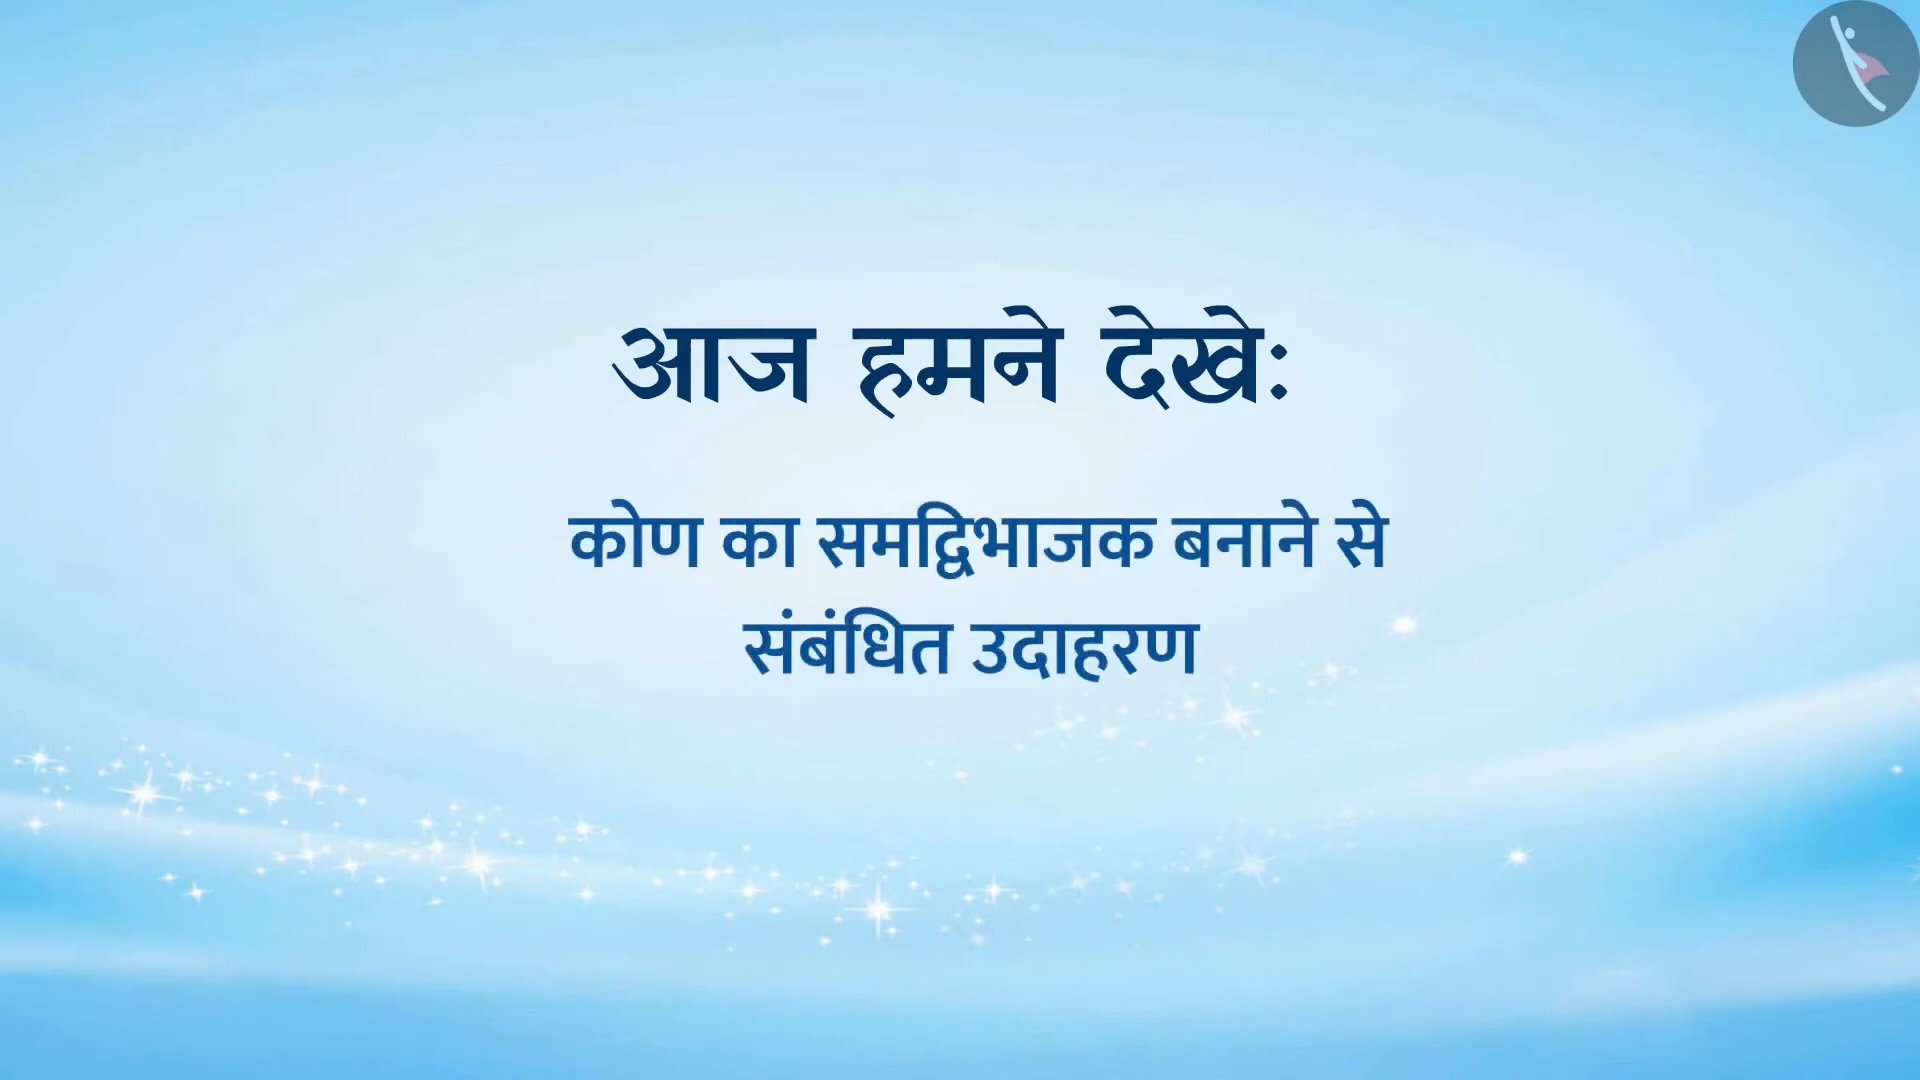 आज हमने देखे:
कोण का समद्विभाजक बनाने से
संबंधित उदाहरण